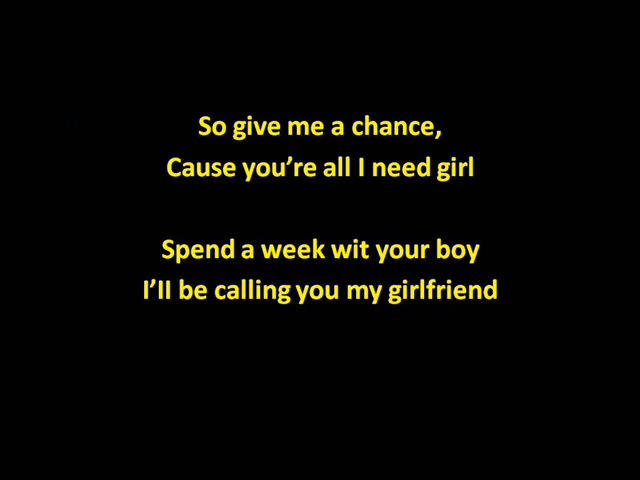 So give me a chance,
Cause you’re all I need girl
Spend a week wit your boy
I’II be calling you my girlfriend